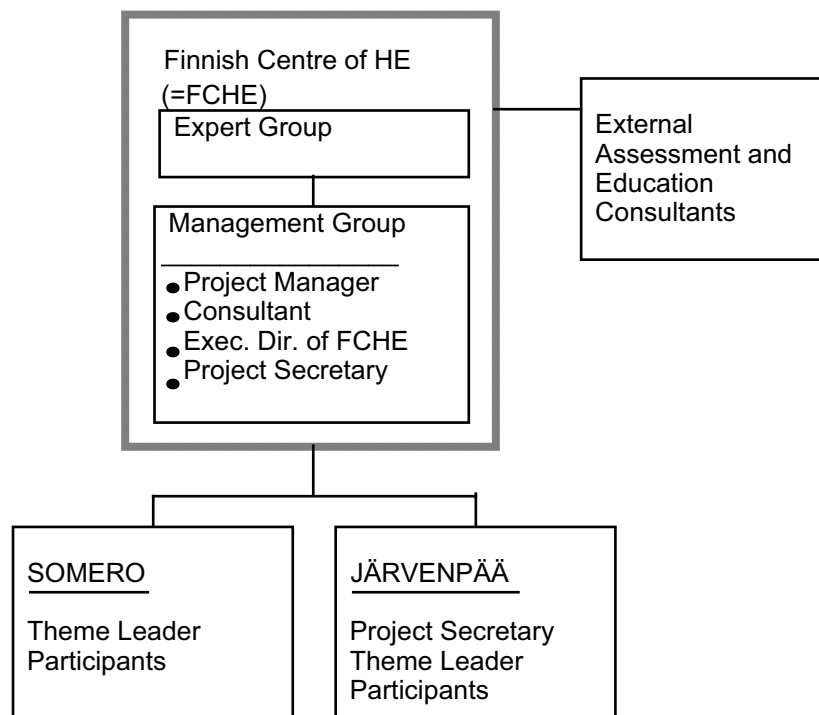 Finnish Centre of HE
(=FCHE)
Expert Group
Management Group
● Project Manager
● Consultant
● Exec. Dir. of FCHE
● Project Secretary
External
Assessment and
Education
Consultants
SOMERO
Theme Leader
Participants
JÄRVENPÄÄ
Project Secretary
Theme Leader
Participants